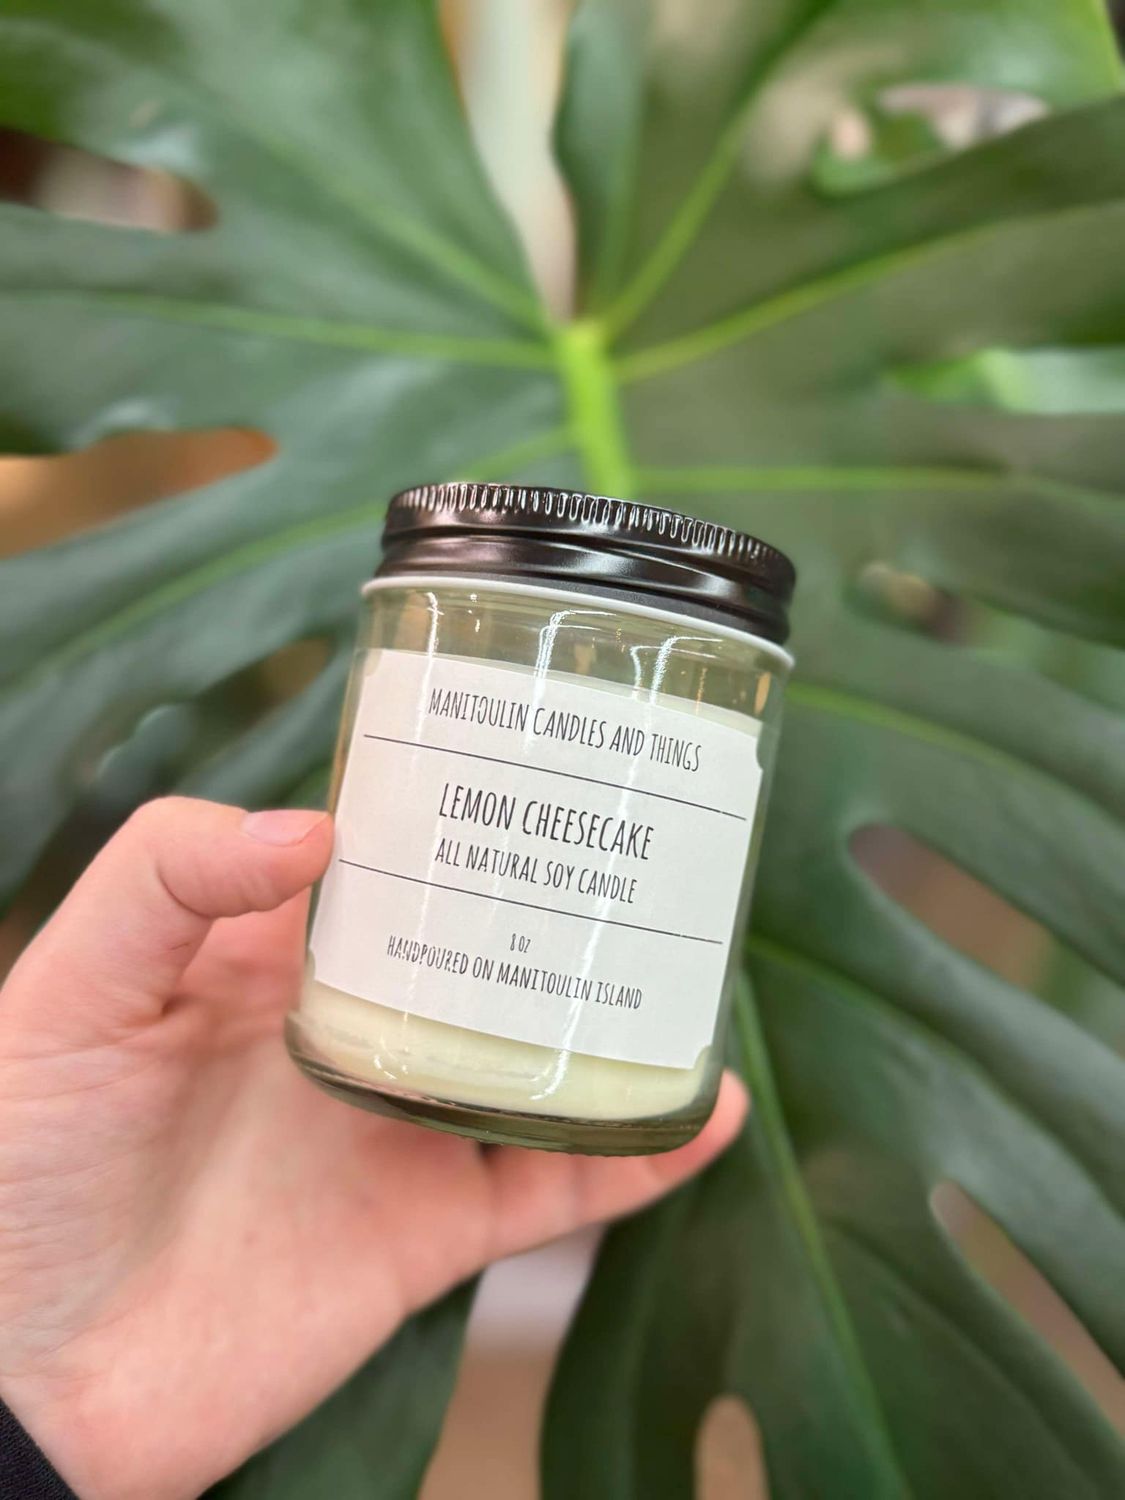 MANITOULIN CANDLES AND THINGS
LEMON CHEESECAKE
ALL NATURAL SOY CANDLE
8 OZ
HANDPOURED ON MANITOULIN ISLAND